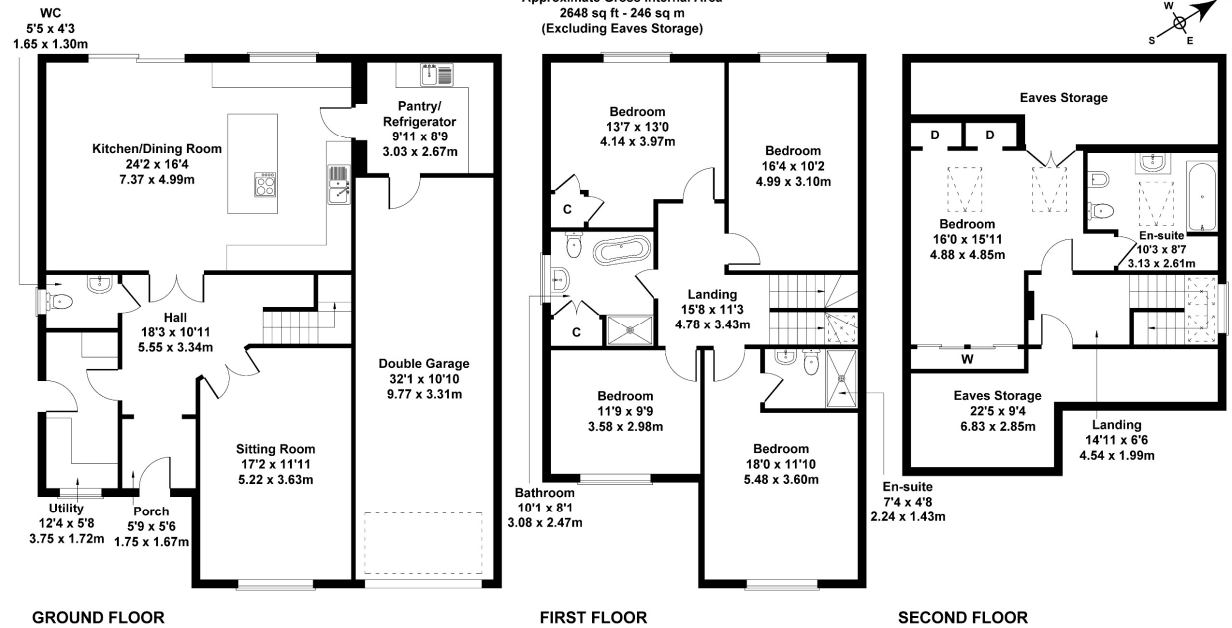 Approximate Gross Internal Area
2648 sq ft - 246 sq m
(Excluding Eaves Storage)
W
S
E
WC
5'5 x 4'3
1.65 x 1.30m
Kitchen/Dining Room
24'2 x 16'4
7.37 x 4.99m
Pantry/
Refrigerator
9'11 x 8'9
3.03 x 2.67m
Hall
18'3 x 10'11
5.55 x 3.34m
Double Garage
32'1 x 10'10
9.77 x 3.31m
Sitting Room
17'2 x 11'11
5.22 x 3.63m
Utility
12'4 x 5'8
3.75 x 1.72m
Porch
5'9 x 5'6
1.75 x 1.67m
GROUND FLOOR
Bedroom
13'7 x 13'0
4.14 x 3.97m
Bedroom
16'4 x 10'2
4.99 x 3.10m
C
Landing
15'8 x 11'3
4.78 x 3.43m
C
Bedroom
11'9 x 9'9
3.58 x 2.98m
Bedroom
18'0 x 11'10
5.48 x 3.60m
Bathroom
10'1 x 8'1
3.08 x 2.47m
En-suite
7'4 x 4'8
2.24 x 1.43m
FIRST FLOOR
Eaves Storage
D
D
Bedroom
16'0 x 15'11
4.88 x 4.85m
En-suite
10'3 x 8'7
3.13 x 2.61m
W
Eaves Storage
22'5 x 9'4
6.83 x 2.85m
Landing
14'11 x 6'6
4.54 x 1.99m
SECOND FLOOR